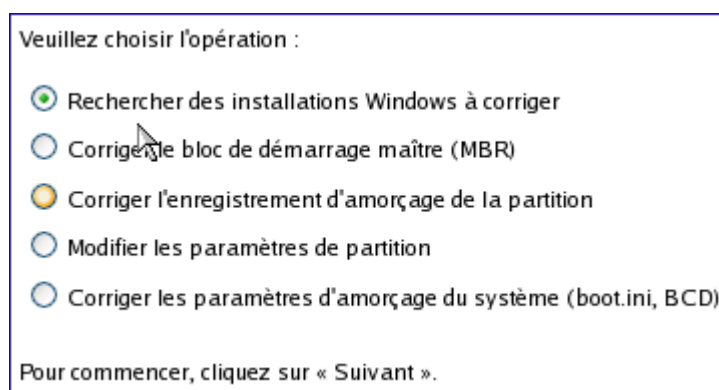 Veuillez choisir l'opération :
Rechercher des installations Windows à corriger
Corriger le bloc de démarrage maître (MBR)
Corriger l'enregistrement d'amorçage de la partition
Modifier les paramètres de partition
Corriger les paramètres d'amorçage du système (boot.ini, BCD)
Pour commencer, cliquez sur « Suivant ».